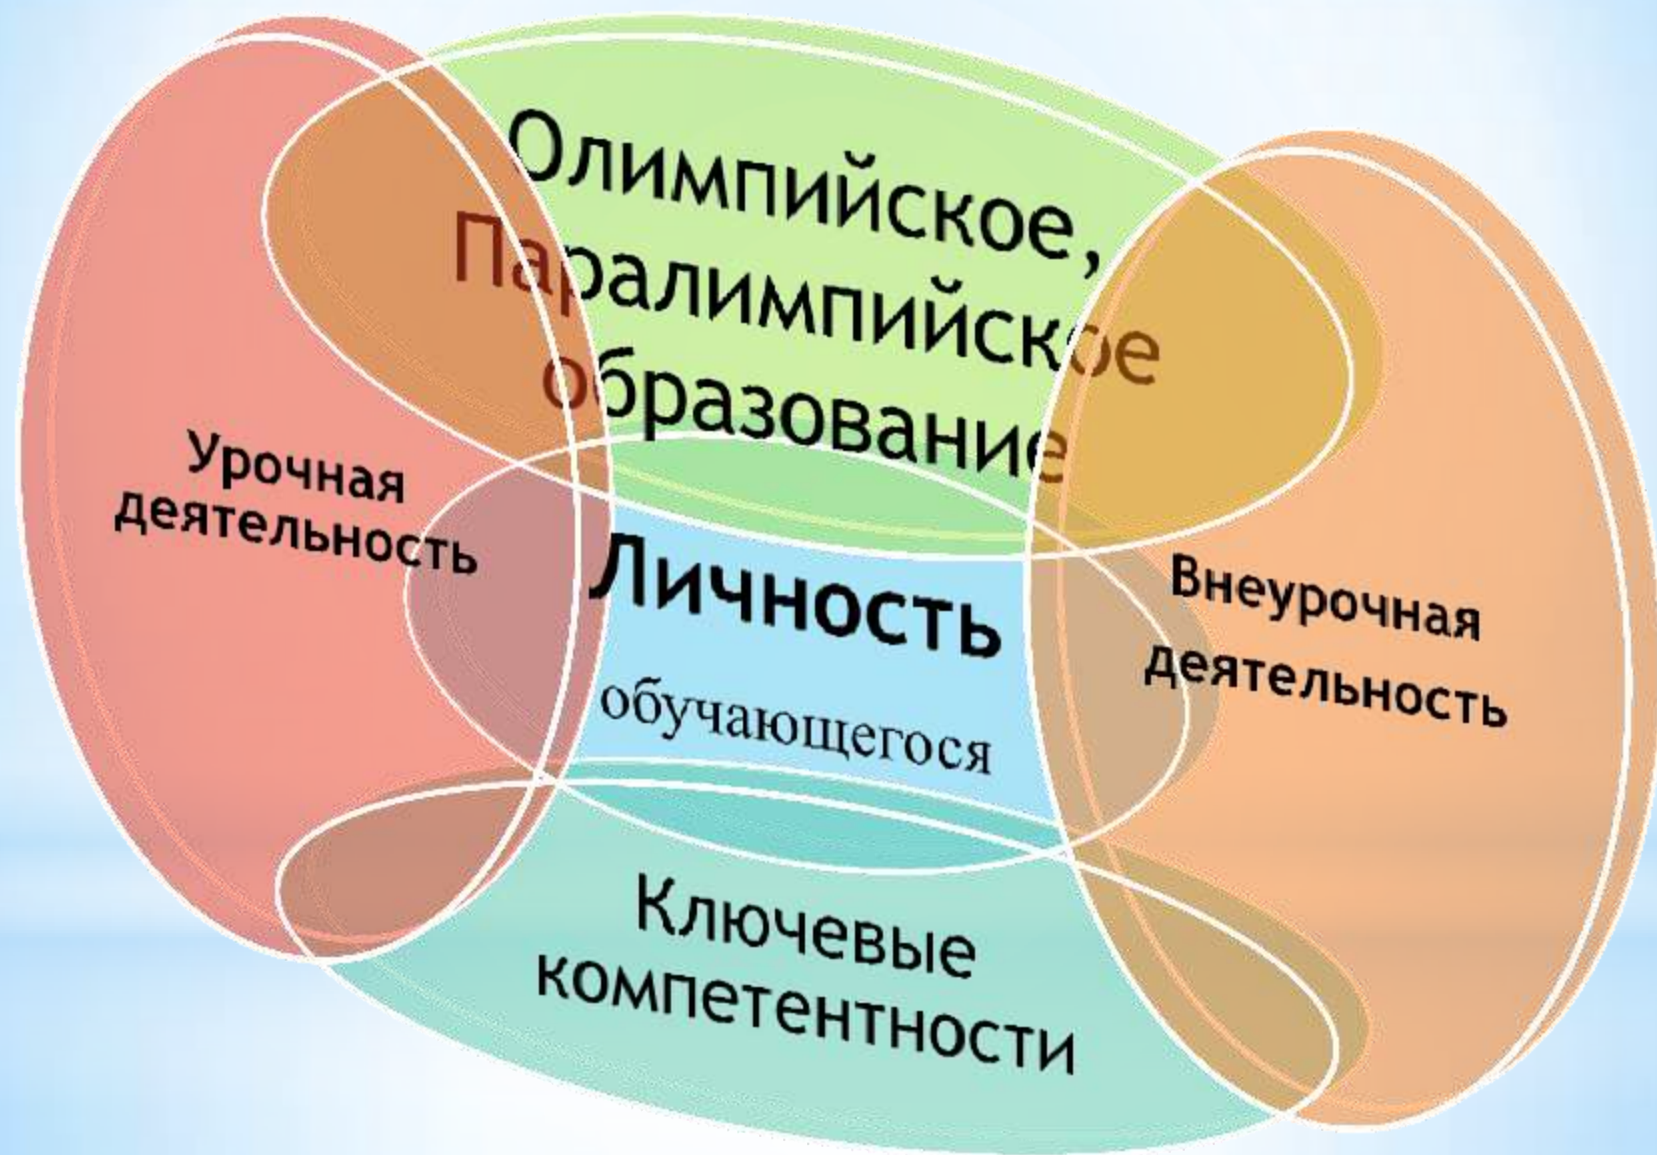 Олимпийское,
Паралимпийское
образование
Урочная
деятельность
Личность
обучающегося
Внеурочная
деятельность
Ключевые
компетентности